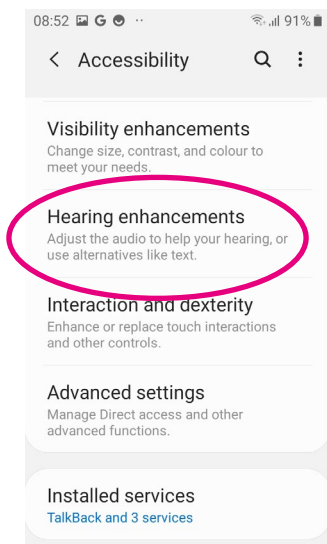 08:52 G 91%
Accessibility
Visibility enhancements
Change size, contrast, and colour to
meet your needs.
Hearing enhancements
Adjust the audio to help your hearing, or
use alternatives like text.
Interaction and dexterity
Enhance or replace touch interactions
and other controls.
Advanced settings
Manage Direct access and other
advanced functions.
Installed services
TalkBack and 3 services